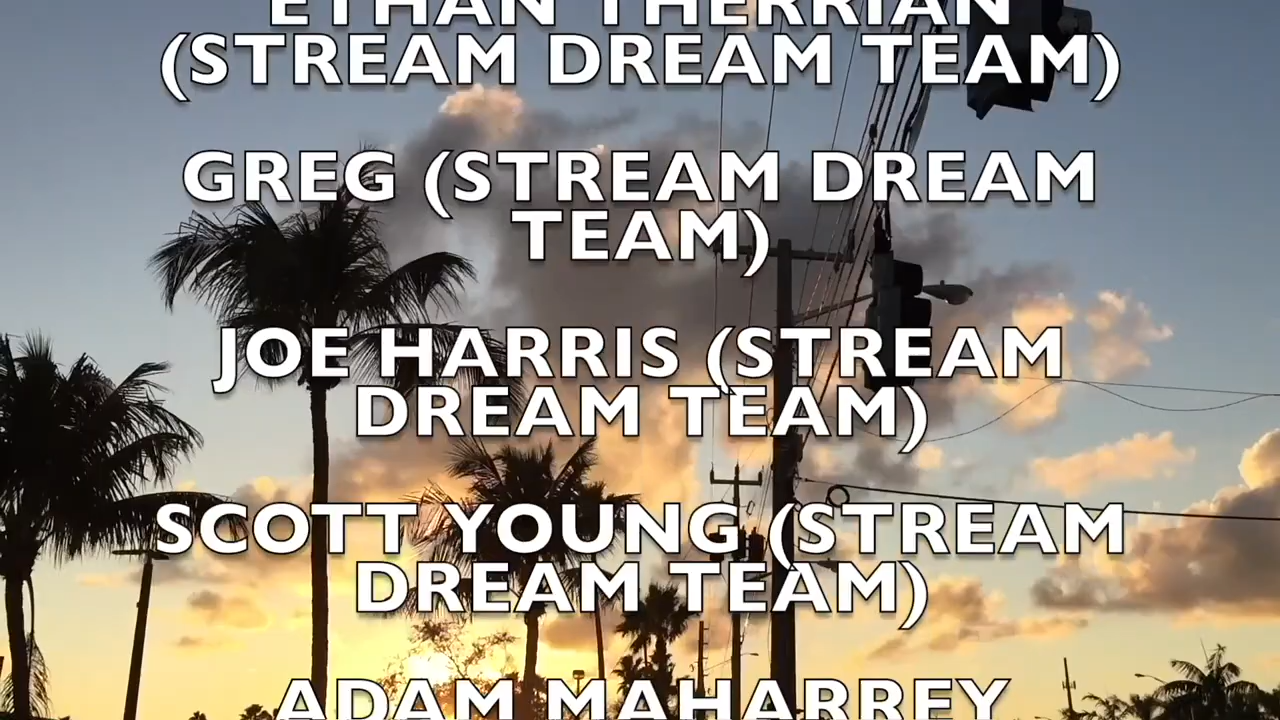 ETHAN THERRIAN
(STREAM DREAM TEAM)
GREG (STREAM DREAM
TEAM)
JOE HARRIS (STREAM
DREAM TEAM)
SCOTT YOUNG (STREAM
DREAM TEAM)
ADAM MAHARREY